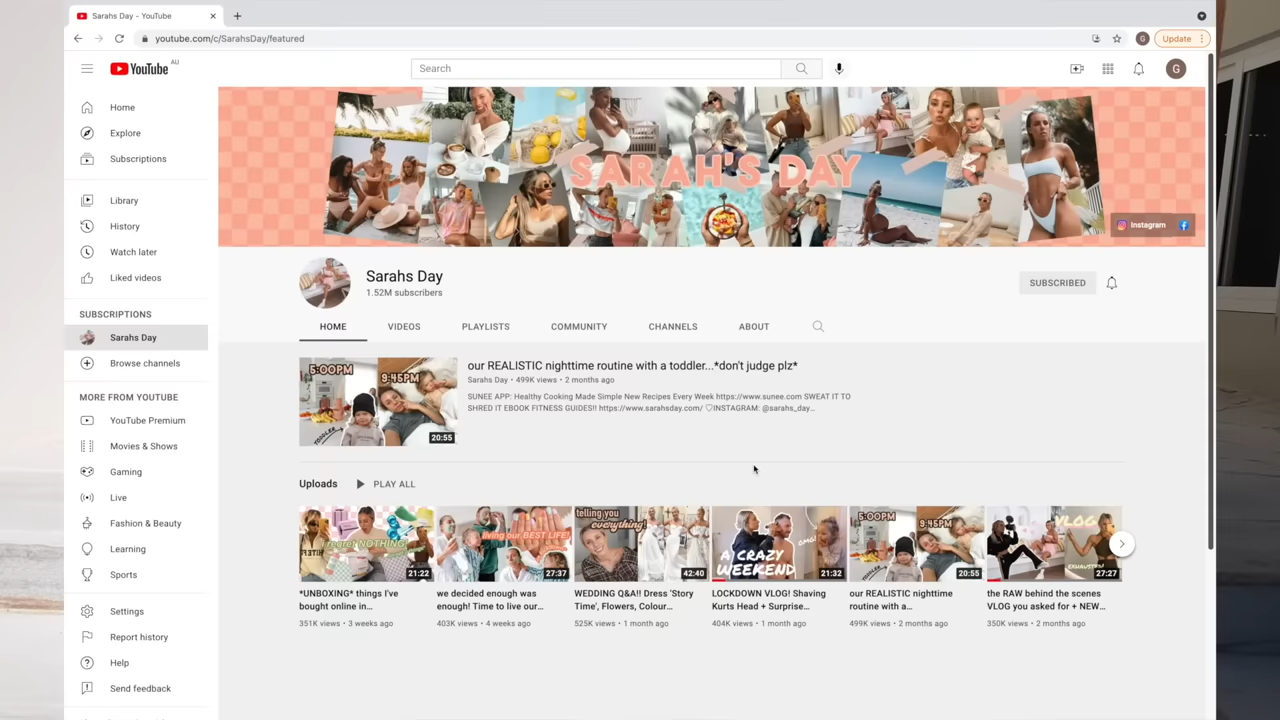 Sarahs Day - YouTube
youtube.com/c/SarahsDay/featured
G
Update
YouTube
AU
Search
G
Home
Explore
Subscriptions
Library
History
Watch later
Liked videos
SUBSCRIPTIONS
Sarahs Day
Browse channels
MORE FROM YOUTUBE
YouTube Premium
Movies & Shows
Gaming
Live
Fashion & Beauty
Learning
Sports
Settings
Report history
Help
Send feedback
SARAH'S DAY
Instagram
Sarahs Day
1.52M subscribers
SUBSCRIBED
HOME
VIDEOS
PLAYLISTS
COMMUNITY
CHANNELS
ABOUT
5:00PM
9:45PM
TODDLER
20:55
our REALISTIC nighttime routine with a toddler...*don't judge plz*
Sarahs Day • 499K views • 2 months ago
SUNEE APP: Healthy Cooking Made Simple New Recipes Every Week https://www.sunee.com SWEAT IT TO
SHRED IT EBOOK FITNESS GUIDES!! https://www.sarahsday.com/ ♡INSTAGRAM: @sarahs_day...
Uploads
PLAY ALL
i regret NOTHING
21:22
*UNBOXING* things I've
bought online in...
351K views • 3 weeks ago
living our BEST LIFE!
27:37
we decided enough was
enough! Time to live our...
403K views • 4 weeks ago
telling you
everything!
42:40
WEDDING Q&A!! Dress 'Story
Time', Flowers, Colour...
525K views • 1 month ago
OMG!
A CRAZY
WEEKEND
21:32
LOCKDOWN VLOG! Shaving
Kurts Head + Surprise...
404K views • 1 month ago
5:00PM
9:45PM
20:55
our REALISTIC nighttime
routine with a...
499K views • 2 months ago
VLOG
27:27
the RAW behind the scenes
VLOG you asked for + NEW...
350K views • 2 months ago